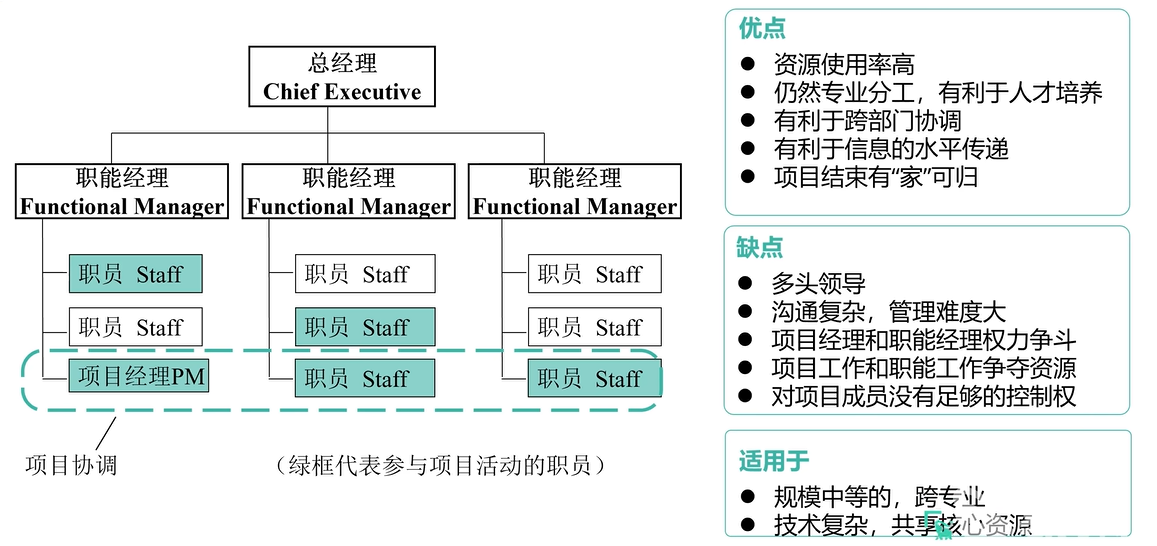 总经理
Chief Executive
职能经理
Functional Manager
职能经理
Functional Manager
职能经理
Functional Manager
职员 Staff
职员 Staff
职员 Staff
职员 Staff
职员 Staff
职员 Staff
项目经理PM
职员 Staff
职员 Staff
项目协调
（绿框代表参与项目活动的职员）
优点
● 资源使用率高
● 仍然专业分工，有利于人才培养
● 有利于跨部门协调
● 有利于信息的水平传递
● 项目结束有“家”可归
缺点
● 多头领导
● 沟通复杂，管理难度大
● 项目经理和职能经理权力争斗
● 项目工作和职能工作争夺资源
● 对项目成员没有足够的控制权
适用于
● 规模中等的，跨专业
● 技术复杂，共享核心资源